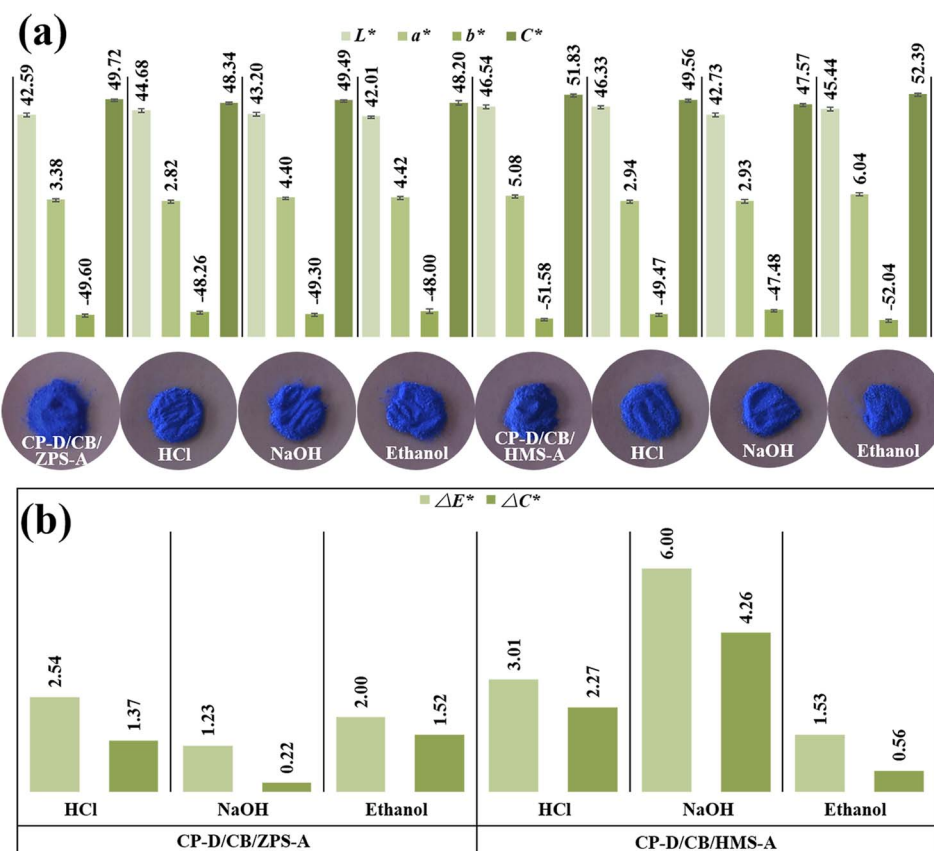 (a)
L* a* b* C*
42.59 3.38 -49.60 49.72 44.68 2.82 -48.26 48.34 43.20 4.40 -49.30 49.49 42.01 4.42 -48.00 48.20 46.54 5.08 -51.58 51.83 46.33 2.94 -49.47 49.56 42.73 2.93 -47.48 47.57 45.44 6.04 -52.04 52.39
CP-D/CB/
ZPS-A
HCl
NaOH
Ethanol
CP-D/CB/
HMS-A
HCl
NaOH
Ethanol
(b)
△E* △C*
2.54 1.37 1.23 0.22 2.00 1.52 3.01 2.27 6.00 4.26 1.53 0.56
HCl NaOH Ethanol HCl NaOH Ethanol
CP-D/CB/ZPS-A CP-D/CB/HMS-A